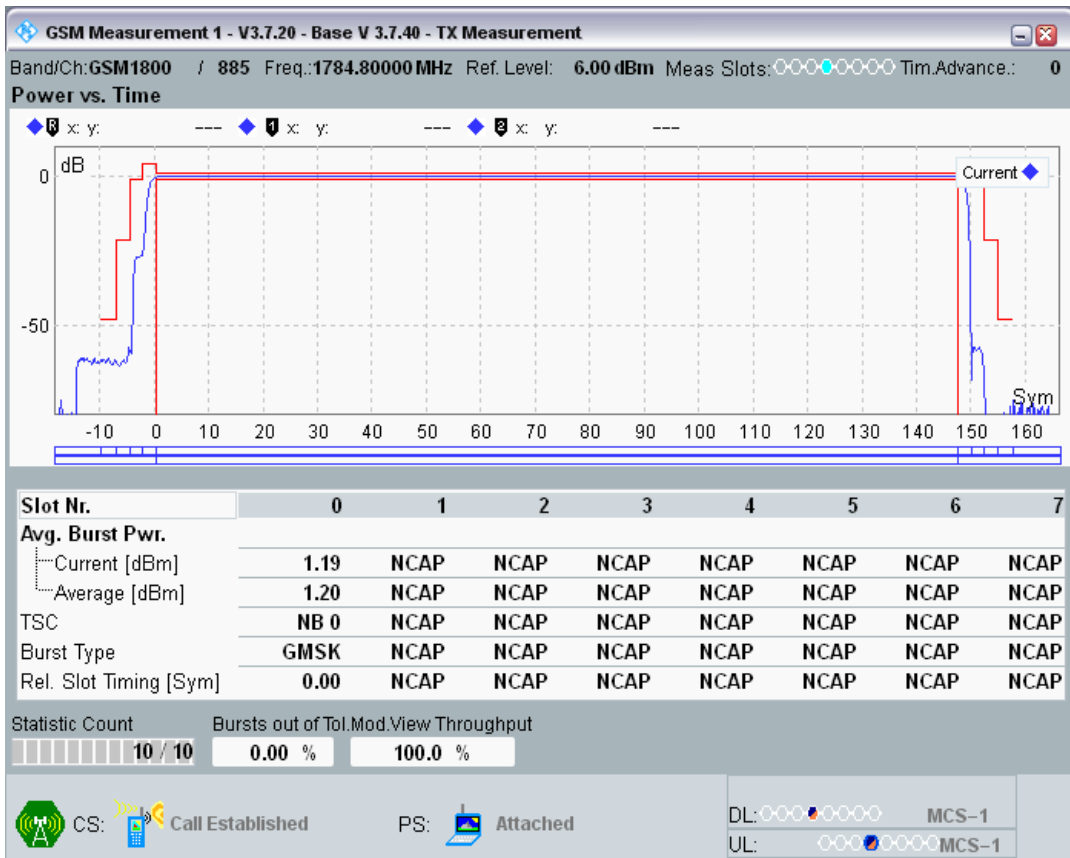 GSM Measurement 1 - V3.7.20 - Base V 3.7.40 - TX Measurement
Band/Ch:GSM1800 / 885 Freq.:1784.80000 MHz Ref. Level: 6.00 dBm Meas Slots: Tim.Advance.: 0
Power vs. Time
R x: y: --- 1 x: y: --- 2 x: y: ---
dB
Current
0
-50
Sym
-10 0 10 20 30 40 50 60 70 80 90 100 110 120 130 140 150 160
Slot Nr. 0 1 2 3 4 5 6 7
Avg. Burst Pwr.
Current [dBm] 1.19 NCAP NCAP NCAP NCAP NCAP NCAP NCAP
Average [dBm] 1.20 NCAP NCAP NCAP NCAP NCAP NCAP NCAP
TSC NB 0 NCAP NCAP NCAP NCAP NCAP NCAP NCAP
Burst Type GMSK NCAP NCAP NCAP NCAP NCAP NCAP NCAP
Rel. Slot Timing [Sym] 0.00 NCAP NCAP NCAP NCAP NCAP NCAP NCAP
Statistic Count Bursts out of Tol.Mod.View Throughput
10 / 10 0.00 % 100.0 %
CS: Call Established PS: Attached
DL: MCS-1
UL: MCS-1